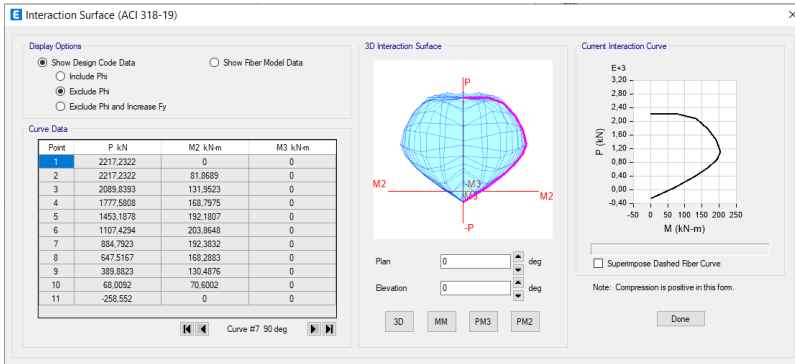 E Interaction Surface (ACI 318-19)
Display Options
Show Design Code Data Show Fiber Model Data
Include Phi
Exclude Phi
Exclude Phi and Increase Fy
Curve Data
Point P kN M2 kN-m M3 kN-m
1 2217,2322 0 0
2 2217,2322 81,8689 0
3 2089,8393 131,9523 0
4 1777,5808 168,7975 0
5 1453,1878 192,1807 0
6 1107,4294 203,8648 0
7 884,7923 192,3832 0
8 647,5167 168,2883 0
9 389,8823 130,4876 0
10 68,0092 70,6002 0
11 -258,552 0 0
Curve #7 90 deg
3D Interaction Surface
P
M2 -M3 M2
M3
-P
Plan 0 deg
Elevation 0 deg
3D MM PM3 PM2
Current Interaction Curve
E+3
3,20
2,80
2,40
2,00
1,60
1,20
0,80
0,40
0,00
-0,40
P (kN)
-50 0 50 100 150 200 250
M (kN-m)
Superimpose Dashed Fiber Curve
Note: Compression is positive in this form.
Done